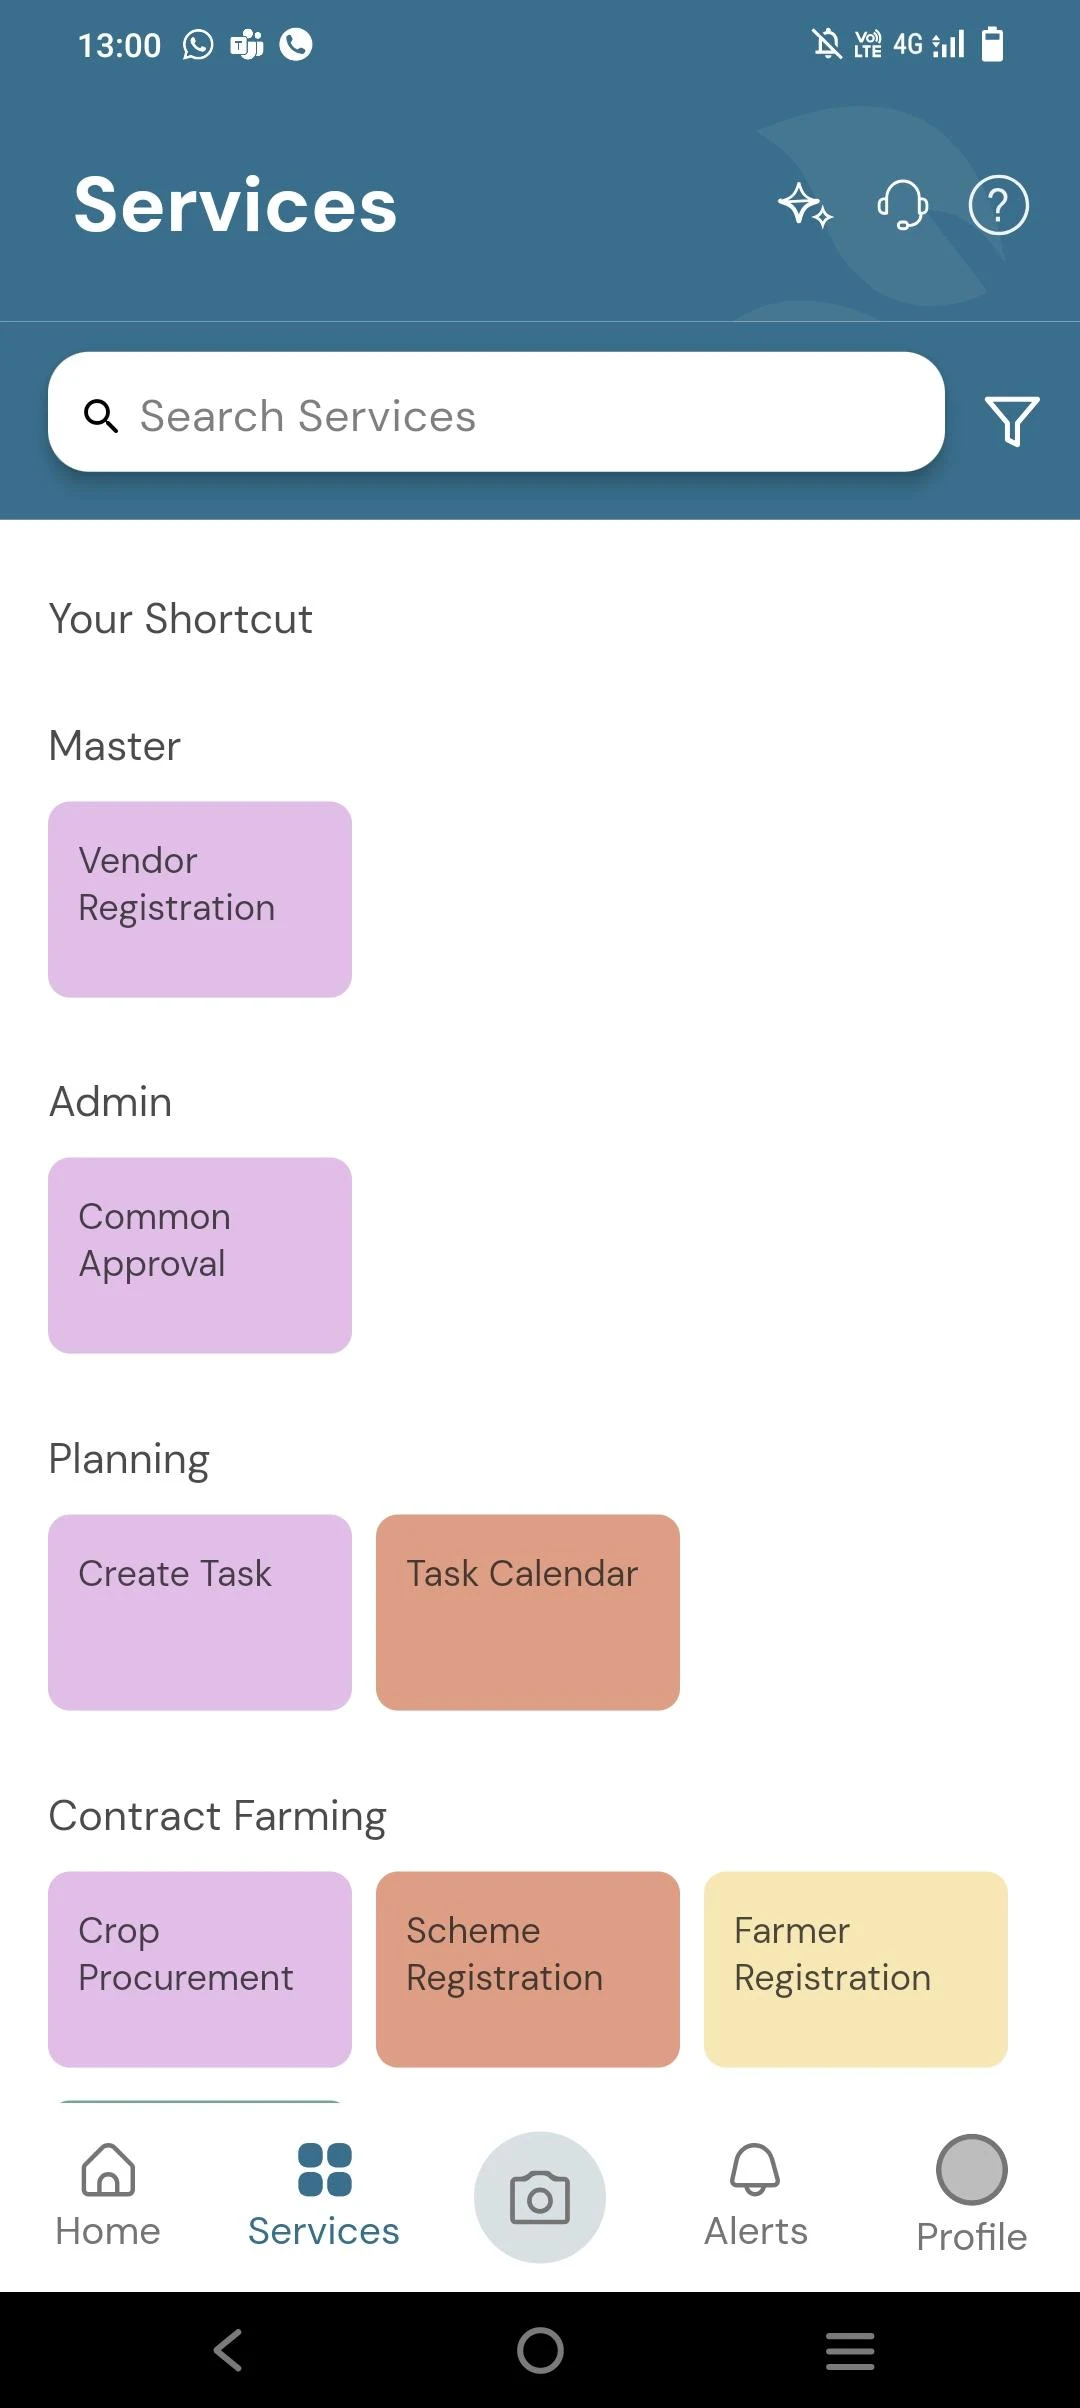 13:00
Vo)) LTE 4G
Services
Search Services
Your Shortcut
Master
Vendor
Registration
Admin
Common
Approval
Planning
Create Task
Task Calendar
Contract Farming
Crop
Procurement
Scheme
Registration
Farmer
Registration
Home
Services
Alerts
Profile